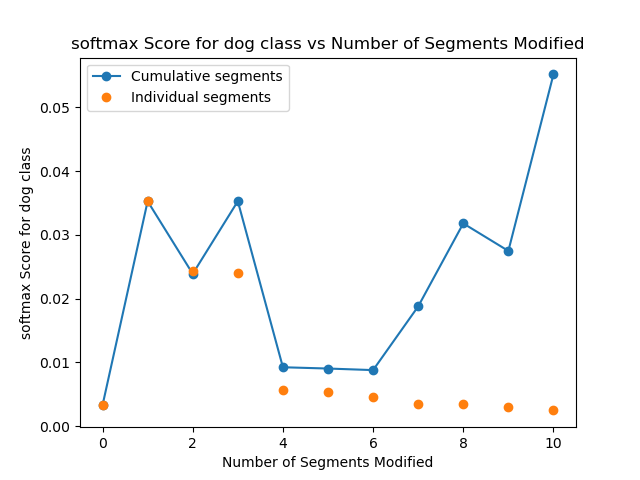 softmax Score for dog class vs Number of Segments Modified
Cumulative segments
Individual segments
softmax Score for dog class
0.05
0.04
0.03
0.02
0.01
0.00
0 2 4 6 8 10
Number of Segments Modified